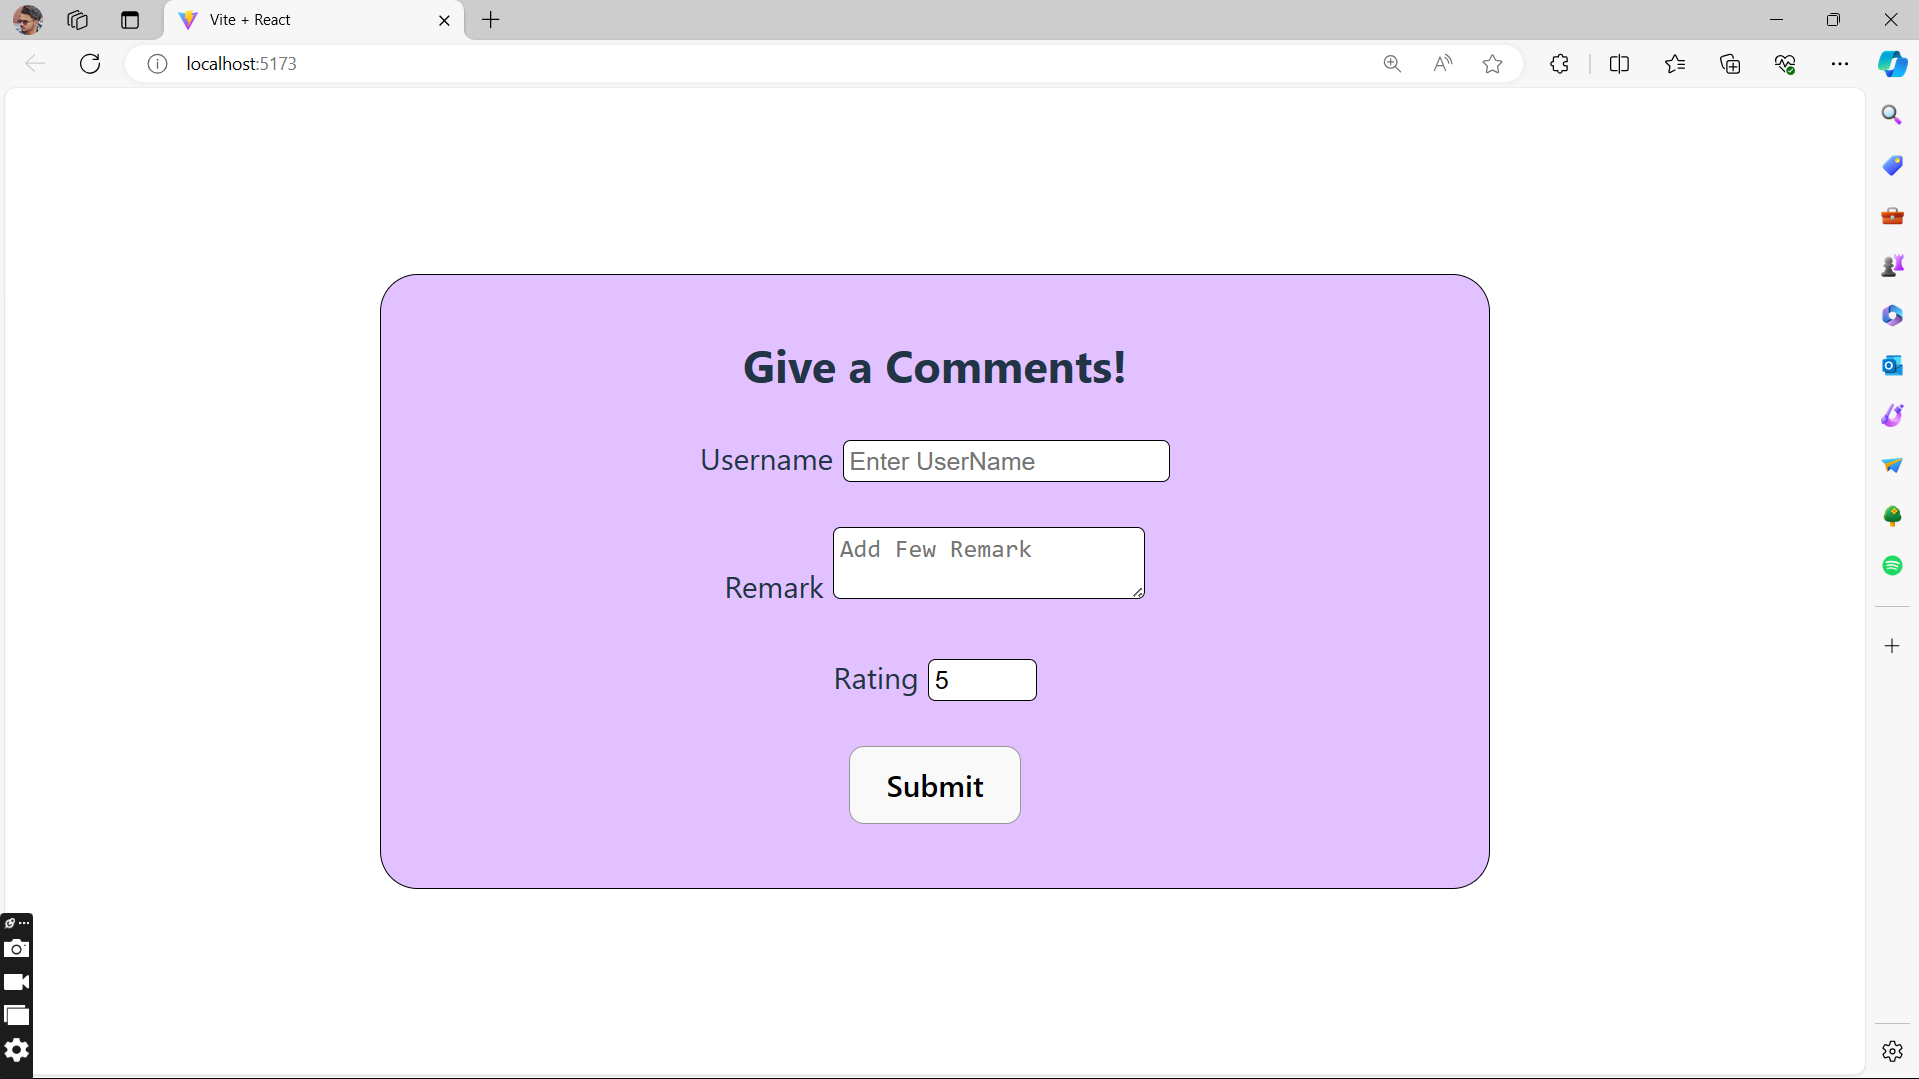 Vite + React
localhost:5173
Give a Comments!
Username Enter UserName
Add Few Remark
Remark
Rating 5
Submit